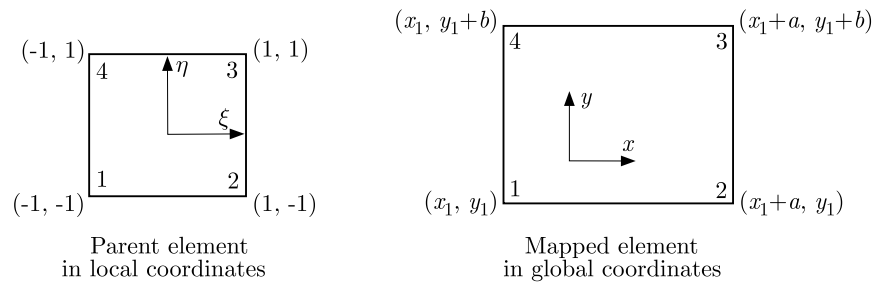 (-1, 1)
(1, 1)
4
η
3
ξ
1
2
(-1, -1)
(1, -1)
Parent element
in local coordinates
(x₁, y₁+b)
(x₁+a, y₁+b)
4
3
y
x
1
2
(x₁, y₁)
(x₁+a, y₁)
Mapped element
in global coordinates